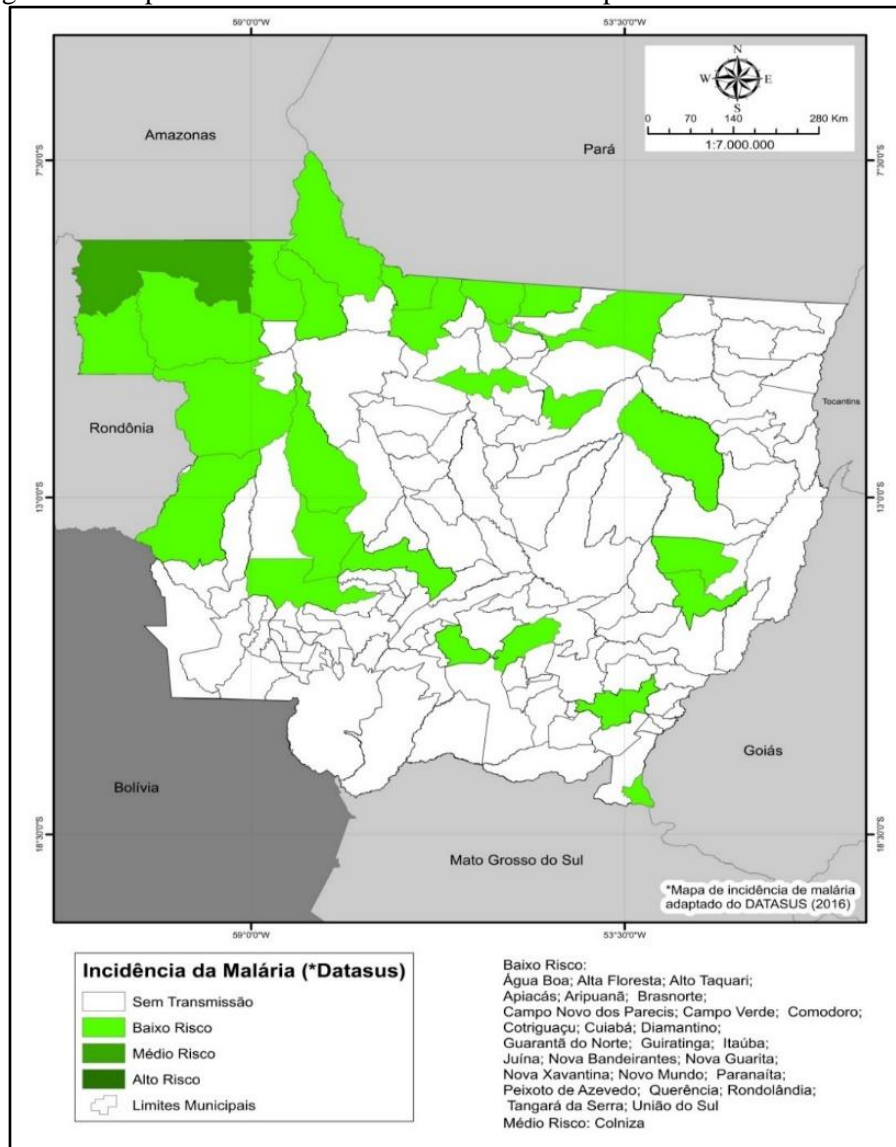 59°0'0"W
53°30'0"W
N
W
E
S
0 70 140 280 Km
1:7.000.000
Amazonas
Pará
7°30'0"S
7°30'0"S
Rondônia
Tocantins
13°0'0"S
13°0'0"S
Bolívia
Goiás
18°30'0"S
18°30'0"S
Mato Grosso do Sul
*Mapa de incidência de malária
adaptado do DATASUS (2016)
59°0'0"W
53°30'0"W
Incidência da Malária (*Datasus)
Sem Transmissão
Baixo Risco
Médio Risco
Alto Risco
Limites Municipais
Baixo Risco:
Água Boa; Alta Floresta; Alto Taquari;
Apiacás; Aripuanã; Brasnorte;
Campo Novo dos Parecis; Campo Verde; Comodoro;
Cotriguaçu; Cuiabá; Diamantino;
Guarantã do Norte; Guiratinga; Itaúba;
Juína; Nova Bandeirantes; Nova Guarita;
Nova Xavantina; Novo Mundo; Paranaíta;
Peixoto de Azevedo; Querência; Rondolândia;
Tangará da Serra; União do Sul
Médio Risco: Colniza